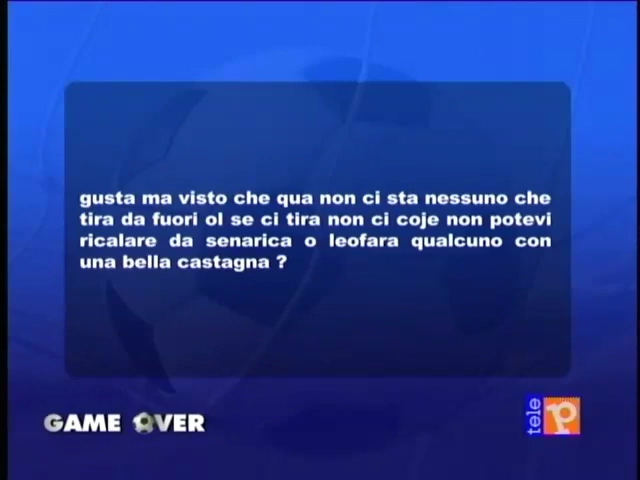 gusta ma visto che qua non ci sta nessuno che
tira da fuori ol se ci tira non ci coje non potevi
ricalare da senarica o leofara qualcuno con
una bella castagna ?
GAME OVER
tele p